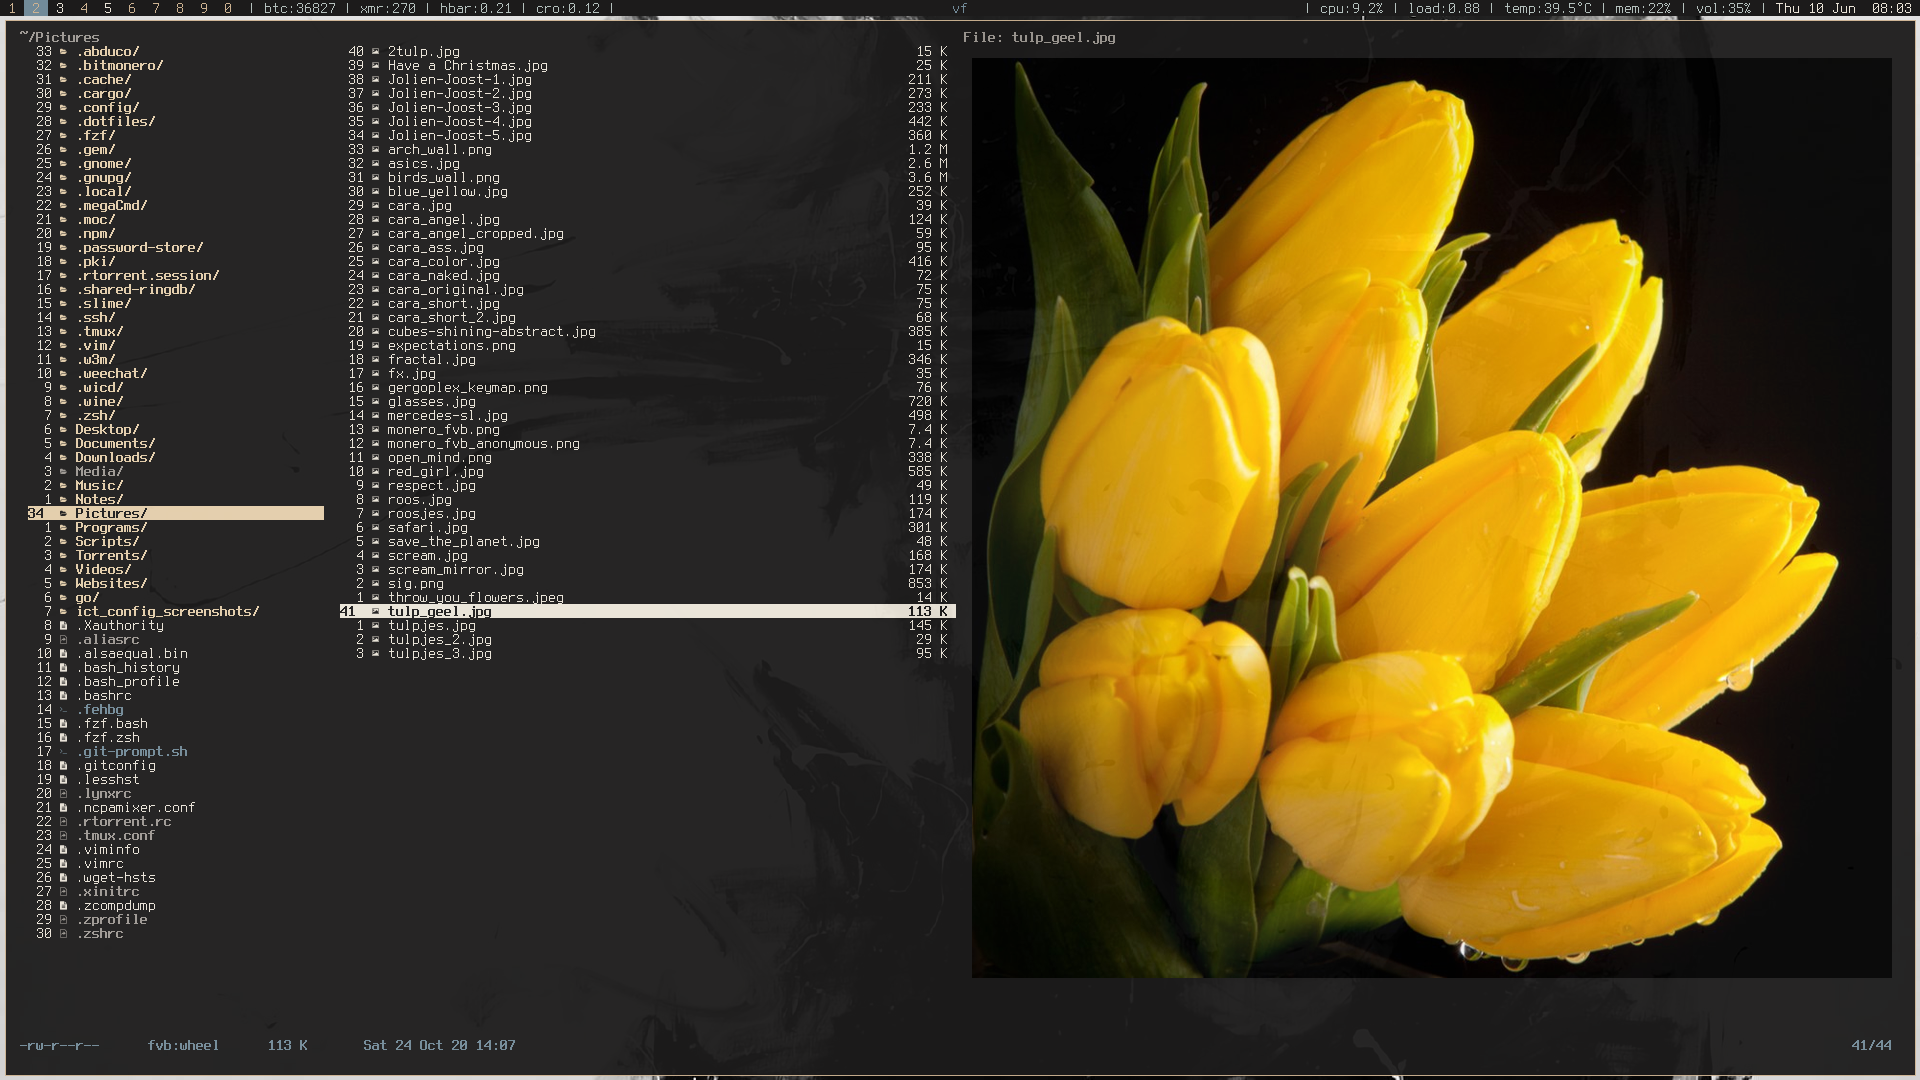 1 2 3 4 5 6 7 8 9 0 | btc:36827 | xmr:270 | hbar:0.21 | cro:0.12 |
vf
| cpu:9.2% | load:0.88 | temp:39.5°C | mem:22% | vol:35% | Thu 10 Jun 08:03
~/Pictures
33 .abduco/
32 .bitmonero/
31 .cache/
30 .cargo/
29 .config/
28 .dotfiles/
27 .fzf/
26 .gem/
25 .gnome/
24 .gnupg/
23 .local/
22 .megaCmd/
21 .moc/
20 .npm/
19 .password-store/
18 .pki/
17 .rtorrent.session/
16 .shared-ringdb/
15 .slime/
14 .ssh/
13 .tmux/
12 .vim/
11 .w3m/
10 .weechat/
9 .wicd/
8 .wine/
7 .zsh/
6 Desktop/
5 Documents/
4 Downloads/
3 Media/
2 Music/
1 Notes/
34 Pictures/
1 Programs/
2 Scripts/
3 Torrents/
4 Videos/
5 Websites/
6 go/
7 ict_config_screenshots/
8 .Xauthority
9 .aliasrc
10 .alsaequal.bin
11 .bash_history
12 .bash_profile
13 .bashrc
14 .fehbg
15 .fzf.bash
16 .fzf.zsh
17 .git-prompt.sh
18 .gitconfig
19 .lesshst
20 .lynxrc
21 .ncpamixer.conf
22 .rtorrent.rc
23 .tmux.conf
24 .viminfo
25 .vimrc
26 .wget-hsts
27 .xinitrc
28 .zcompdump
29 .zprofile
30 .zshrc
40 2tulp.jpg 15 K
39 Have a Christmas.jpg 25 K
38 Jolien-Joost-1.jpg 211 K
37 Jolien-Joost-2.jpg 273 K
36 Jolien-Joost-3.jpg 233 K
35 Jolien-Joost-4.jpg 442 K
34 Jolien-Joost-5.jpg 360 K
33 arch_wall.png 1.2 M
32 asics.jpg 2.6 M
31 birds_wall.png 3.6 M
30 blue_yellow.jpg 252 K
29 cara.jpg 39 K
28 cara_angel.jpg 124 K
27 cara_angel_cropped.jpg 59 K
26 cara_ass.jpg 95 K
25 cara_color.jpg 416 K
24 cara_naked.jpg 72 K
23 cara_original.jpg 75 K
22 cara_short.jpg 75 K
21 cara_short_2.jpg 68 K
20 cubes-shining-abstract.jpg 385 K
19 expectations.png 15 K
18 fractal.jpg 346 K
17 fx.jpg 35 K
16 gergoplex_keymap.png 76 K
15 glasses.jpg 720 K
14 mercedes-sl.jpg 498 K
13 monero_fvb.png 7.4 K
12 monero_fvb_anonymous.png 7.4 K
11 open_mind.png 338 K
10 red_girl.jpg 585 K
9 respect.jpg 49 K
8 roos.jpg 119 K
7 roosjes.jpg 174 K
6 safari.jpg 301 K
5 save_the_planet.jpg 48 K
4 scream.jpg 168 K
3 scream_mirror.jpg 174 K
2 sig.png 853 K
1 throw_you_flowers.jpeg 14 K
41 tulp_geel.jpg 113 K
1 tulpjes.jpg 145 K
2 tulpjes_2.jpg 29 K
3 tulpjes_3.jpg 95 K
File: tulp_geel.jpg
-rw-r--r-- fvb:wheel 113 K Sat 24 Oct 20 14:07
41/44